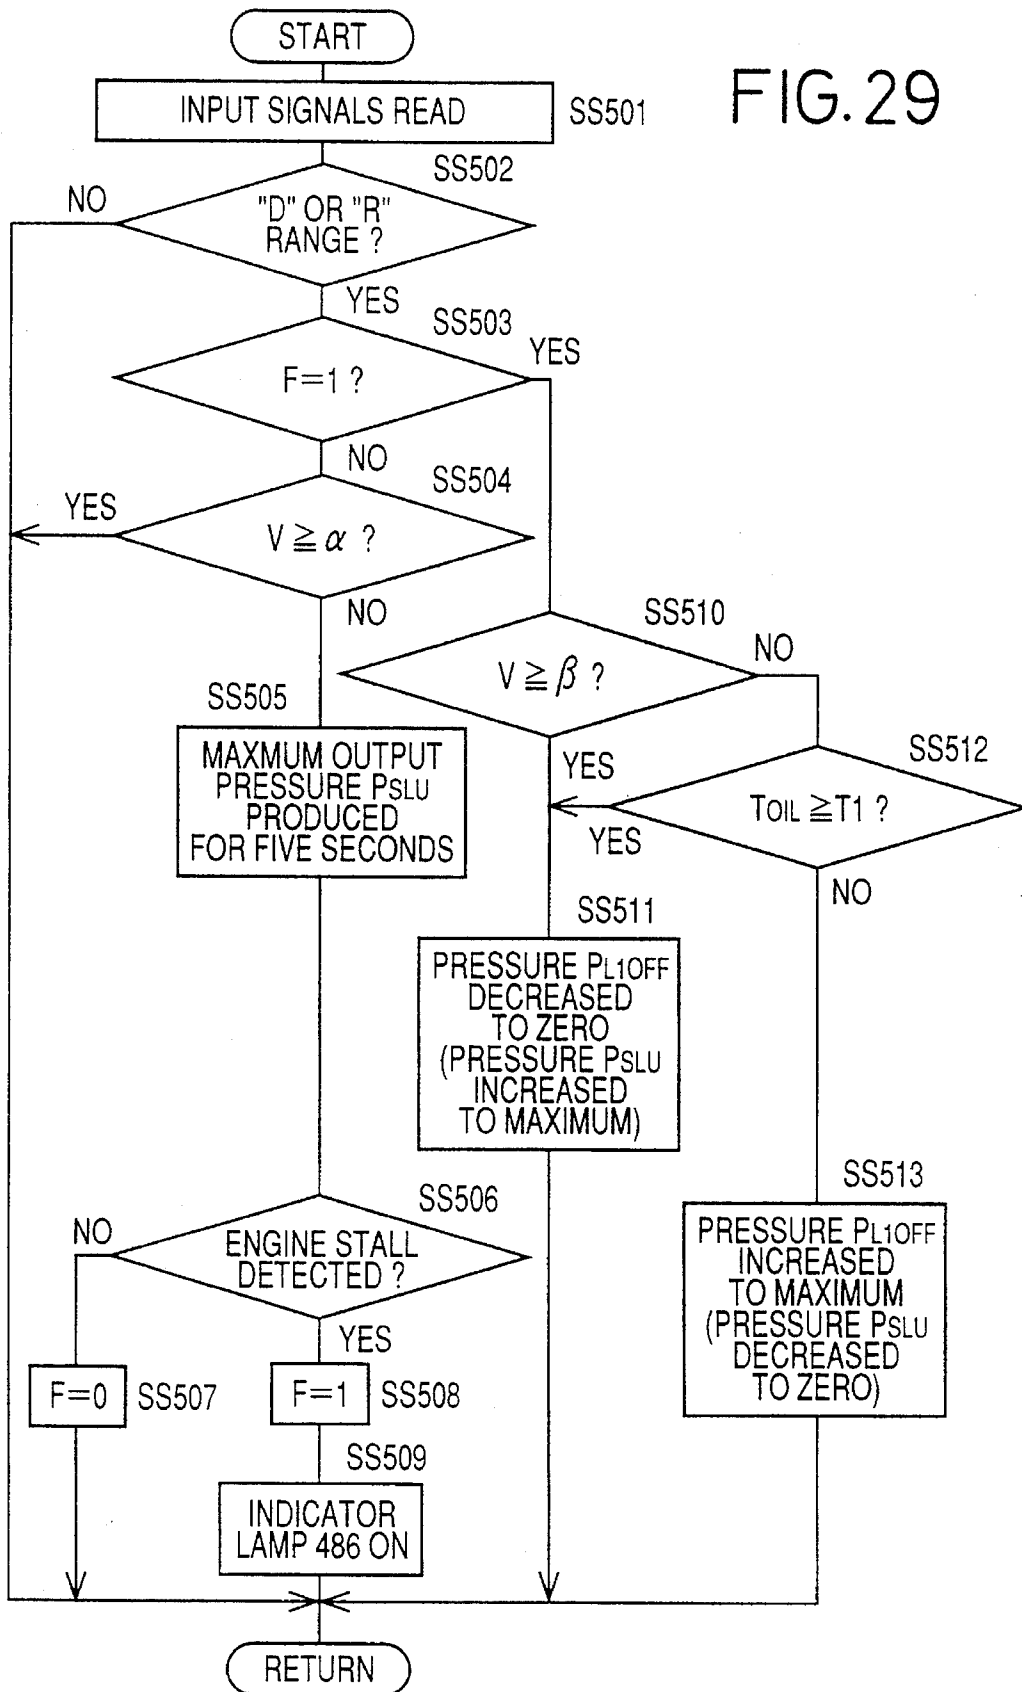 START
FIG. 29
INPUT SIGNALS READ
SS501
SS502
NO
"D" OR "R"
RANGE ?
YES
SS503
YES
F=1 ?
NO
SS504
YES
V ≧ α ?
NO
SS510
NO
V ≧ β ?
SS505
MAXMUM OUTPUT
PRESSURE PSLU
PRODUCED
FOR FIVE SECONDS
YES
SS512
TOIL ≧T1 ?
YES
NO
SS511
PRESSURE PL1OFF
DECREASED
TO ZERO
(PRESSURE PSLU
INCREASED
TO MAXIMUM)
SS513
PRESSURE PL1OFF
INCREASED
TO MAXIMUM
(PRESSURE PSLU
DECREASED
TO ZERO)
SS506
NO
ENGINE STALL
DETECTED ?
YES
F=0
SS507
F=1
SS508
SS509
INDICATOR
LAMP 486 ON
RETURN